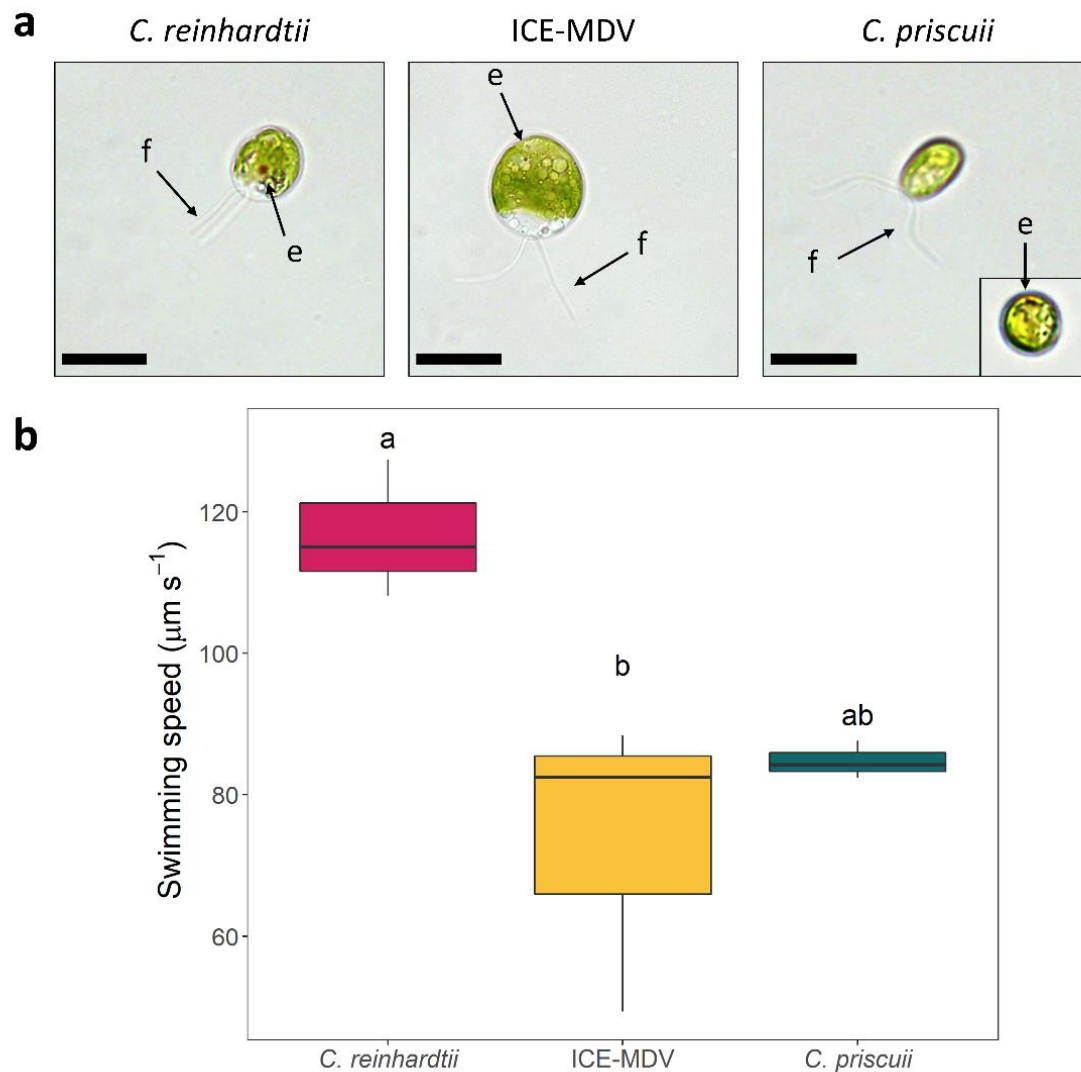 a
C. reinhardtii
ICE-MDV
C. priscuii
f
e
e
f
f
e
b
Swimming speed (μm s⁻¹)
120
100
80
60
a
b
ab
C. reinhardtii
ICE-MDV
C. priscuii